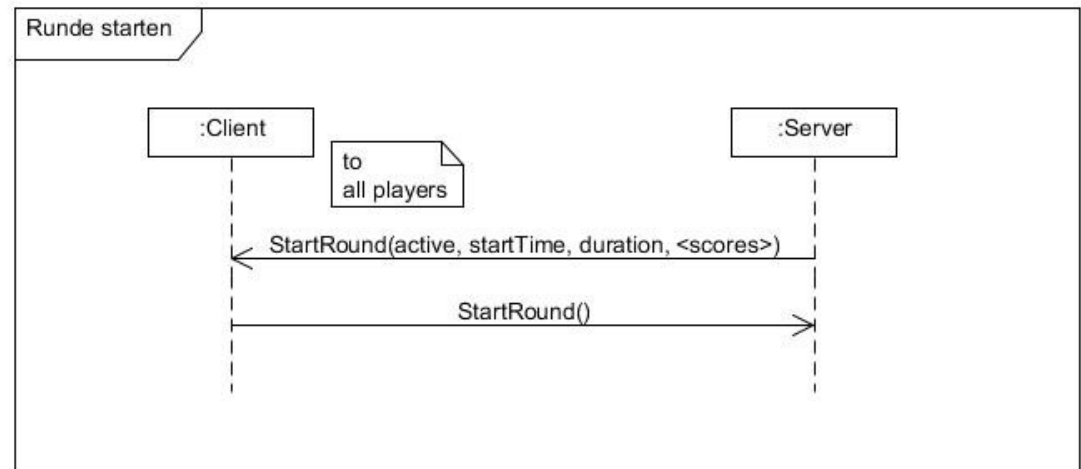 Runde starten
:Client
:Server
to
all players
StartRound(active, startTime, duration, <scores>)
StartRound()